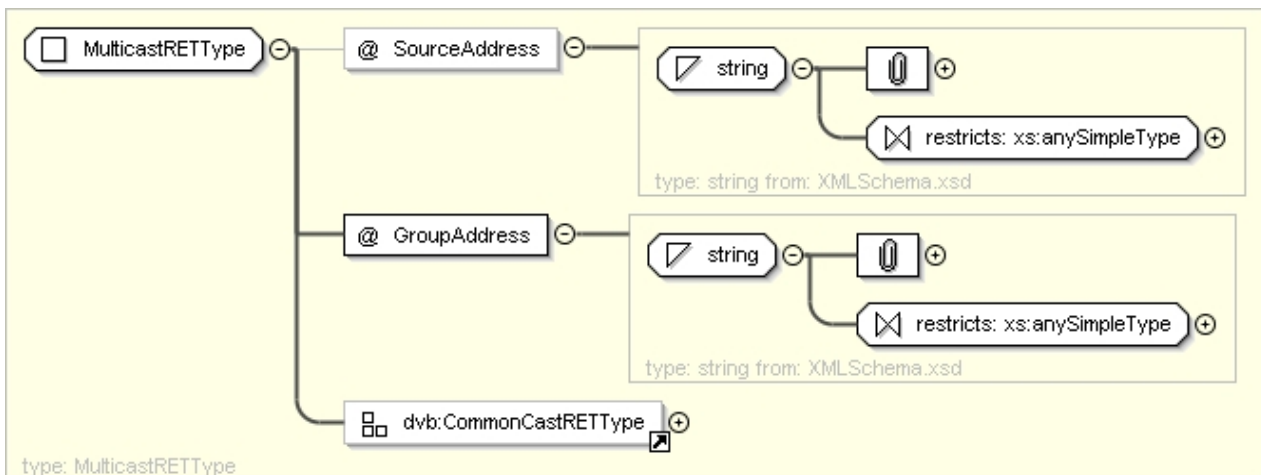 MulticastRETType
@ SourceAddress
string
restricts: xs:anySimpleType
type: string from: XMLSchema.xsd
@ GroupAddress
string
restricts: xs:anySimpleType
type: string from: XMLSchema.xsd
dvb:CommonCastRETType
type: MulticastRETType